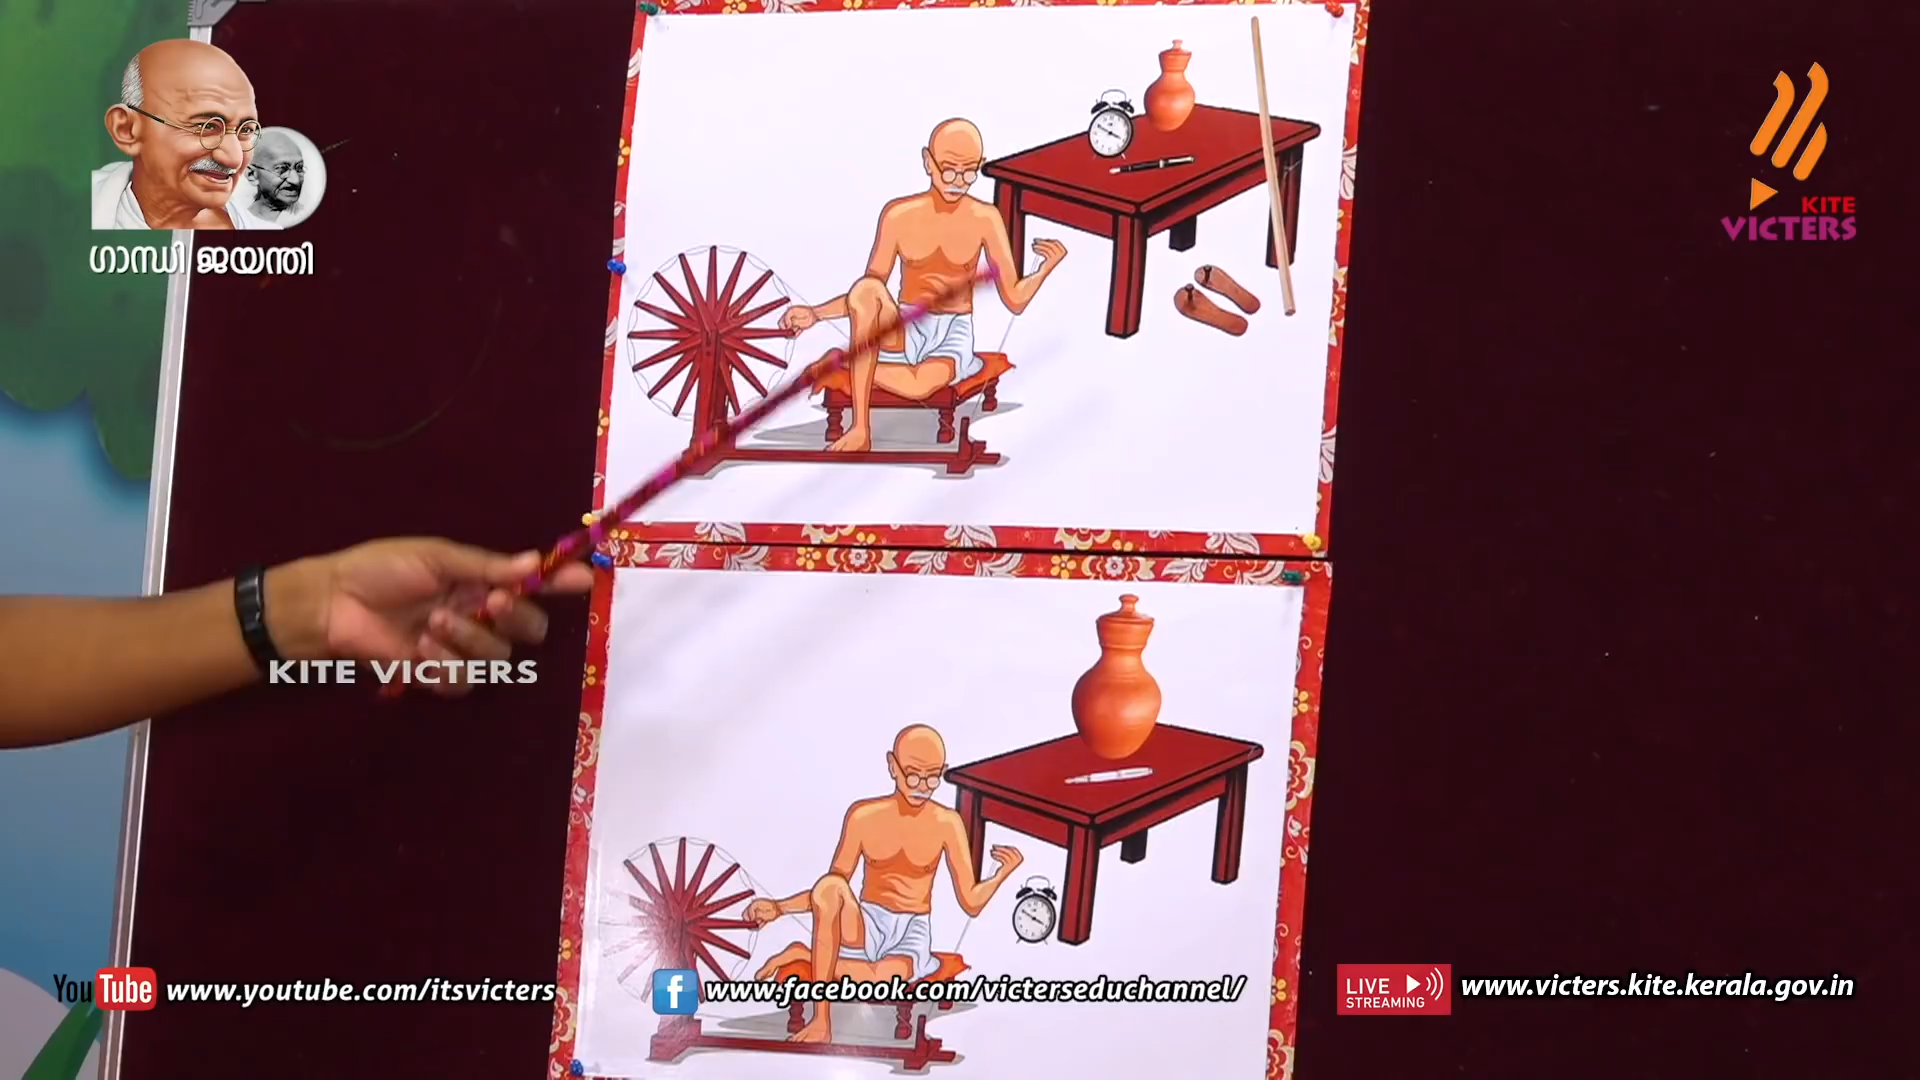 ഗാന്ധി ജയന്തി
KITE
VICTERS
KITE VICTERS
You Tube www.youtube.com/itsvicters
f www.facebook.com/victerseduchannel/
LIVE STREAMING www.victers.kite.kerala.gov.in